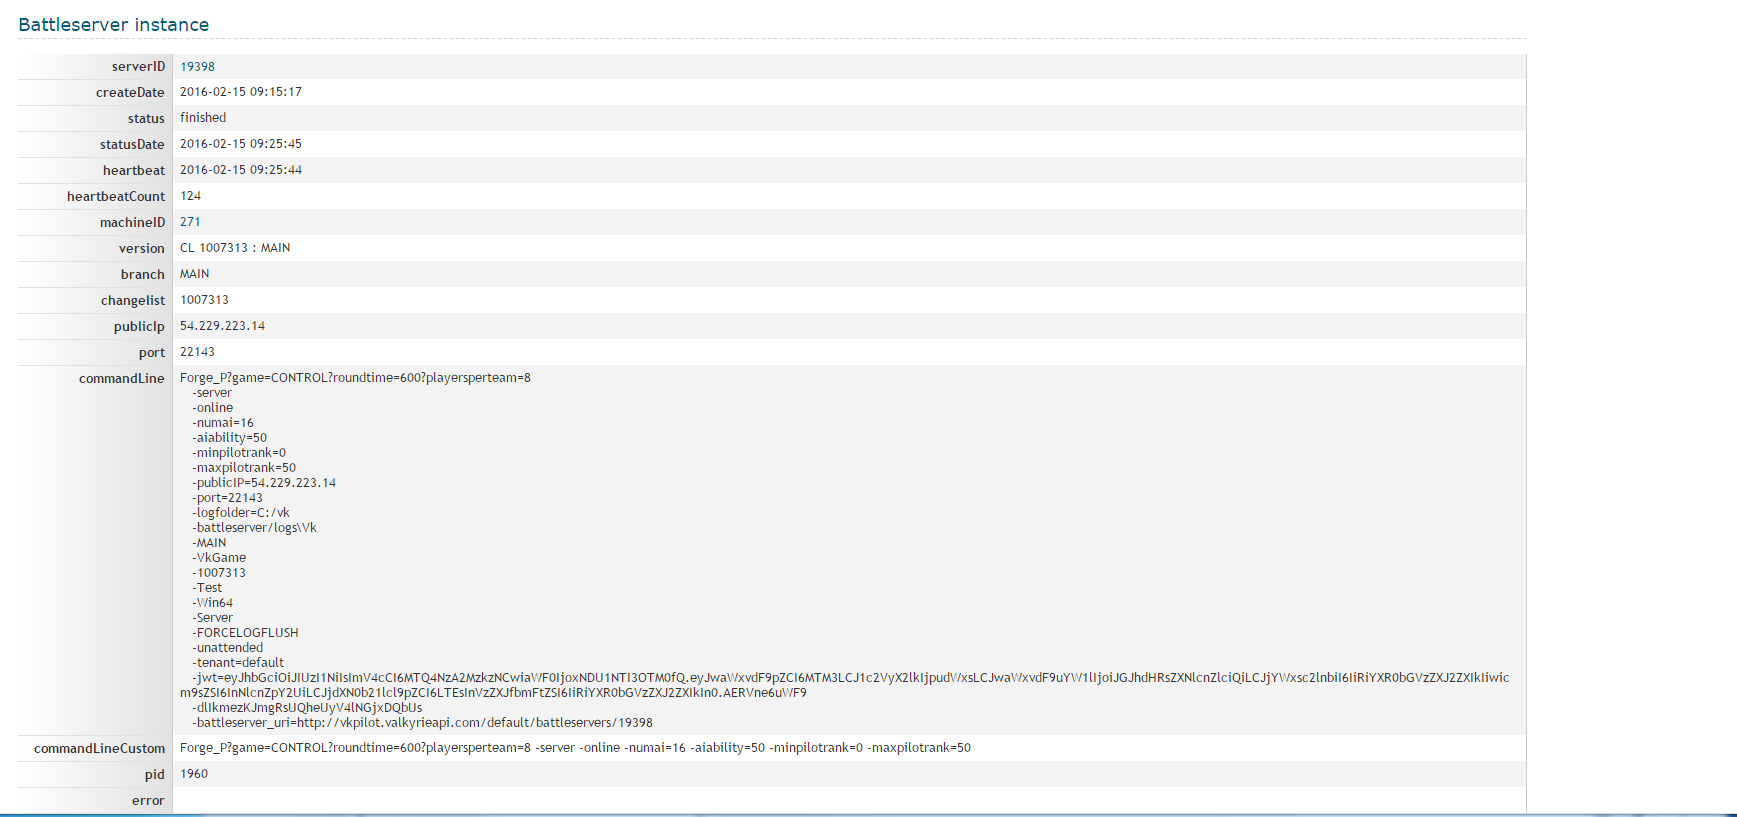 Battleserver instance
serverID 19398
createDate 2016-02-15 09:15:17
status finished
statusDate 2016-02-15 09:25:45
heartbeat 2016-02-15 09:25:44
heartbeatCount 124
machineID 271
version CL 1007313 : MAIN
branch MAIN
changelist 1007313
publicIp 54.229.223.14
port 22143
commandLine Forge_P?game=CONTROL?roundtime=600?playersperteam=8
-server
-online
-numai=16
-aiability=50
-minpilotrank=0
-maxpilotrank=50
-publicIP=54.229.223.14
-port=22143
-logfolder=C:/vk
-battleserver/logs\Vk
-MAIN
-VkGame
-1007313
-Test
-Win64
-Server
-FORCELOGFLUSH
-unattended
-tenant=default
-battleserver_uri=http://vkpilot.valkyrieapi.com/default/battleservers/19398
commandLineCustom Forge_P?game=CONTROL?roundtime=600?playersperteam=8 -server -online -numai=16 -aiability=50 -minpilotrank=0 -maxpilotrank=50
pid 1960
error